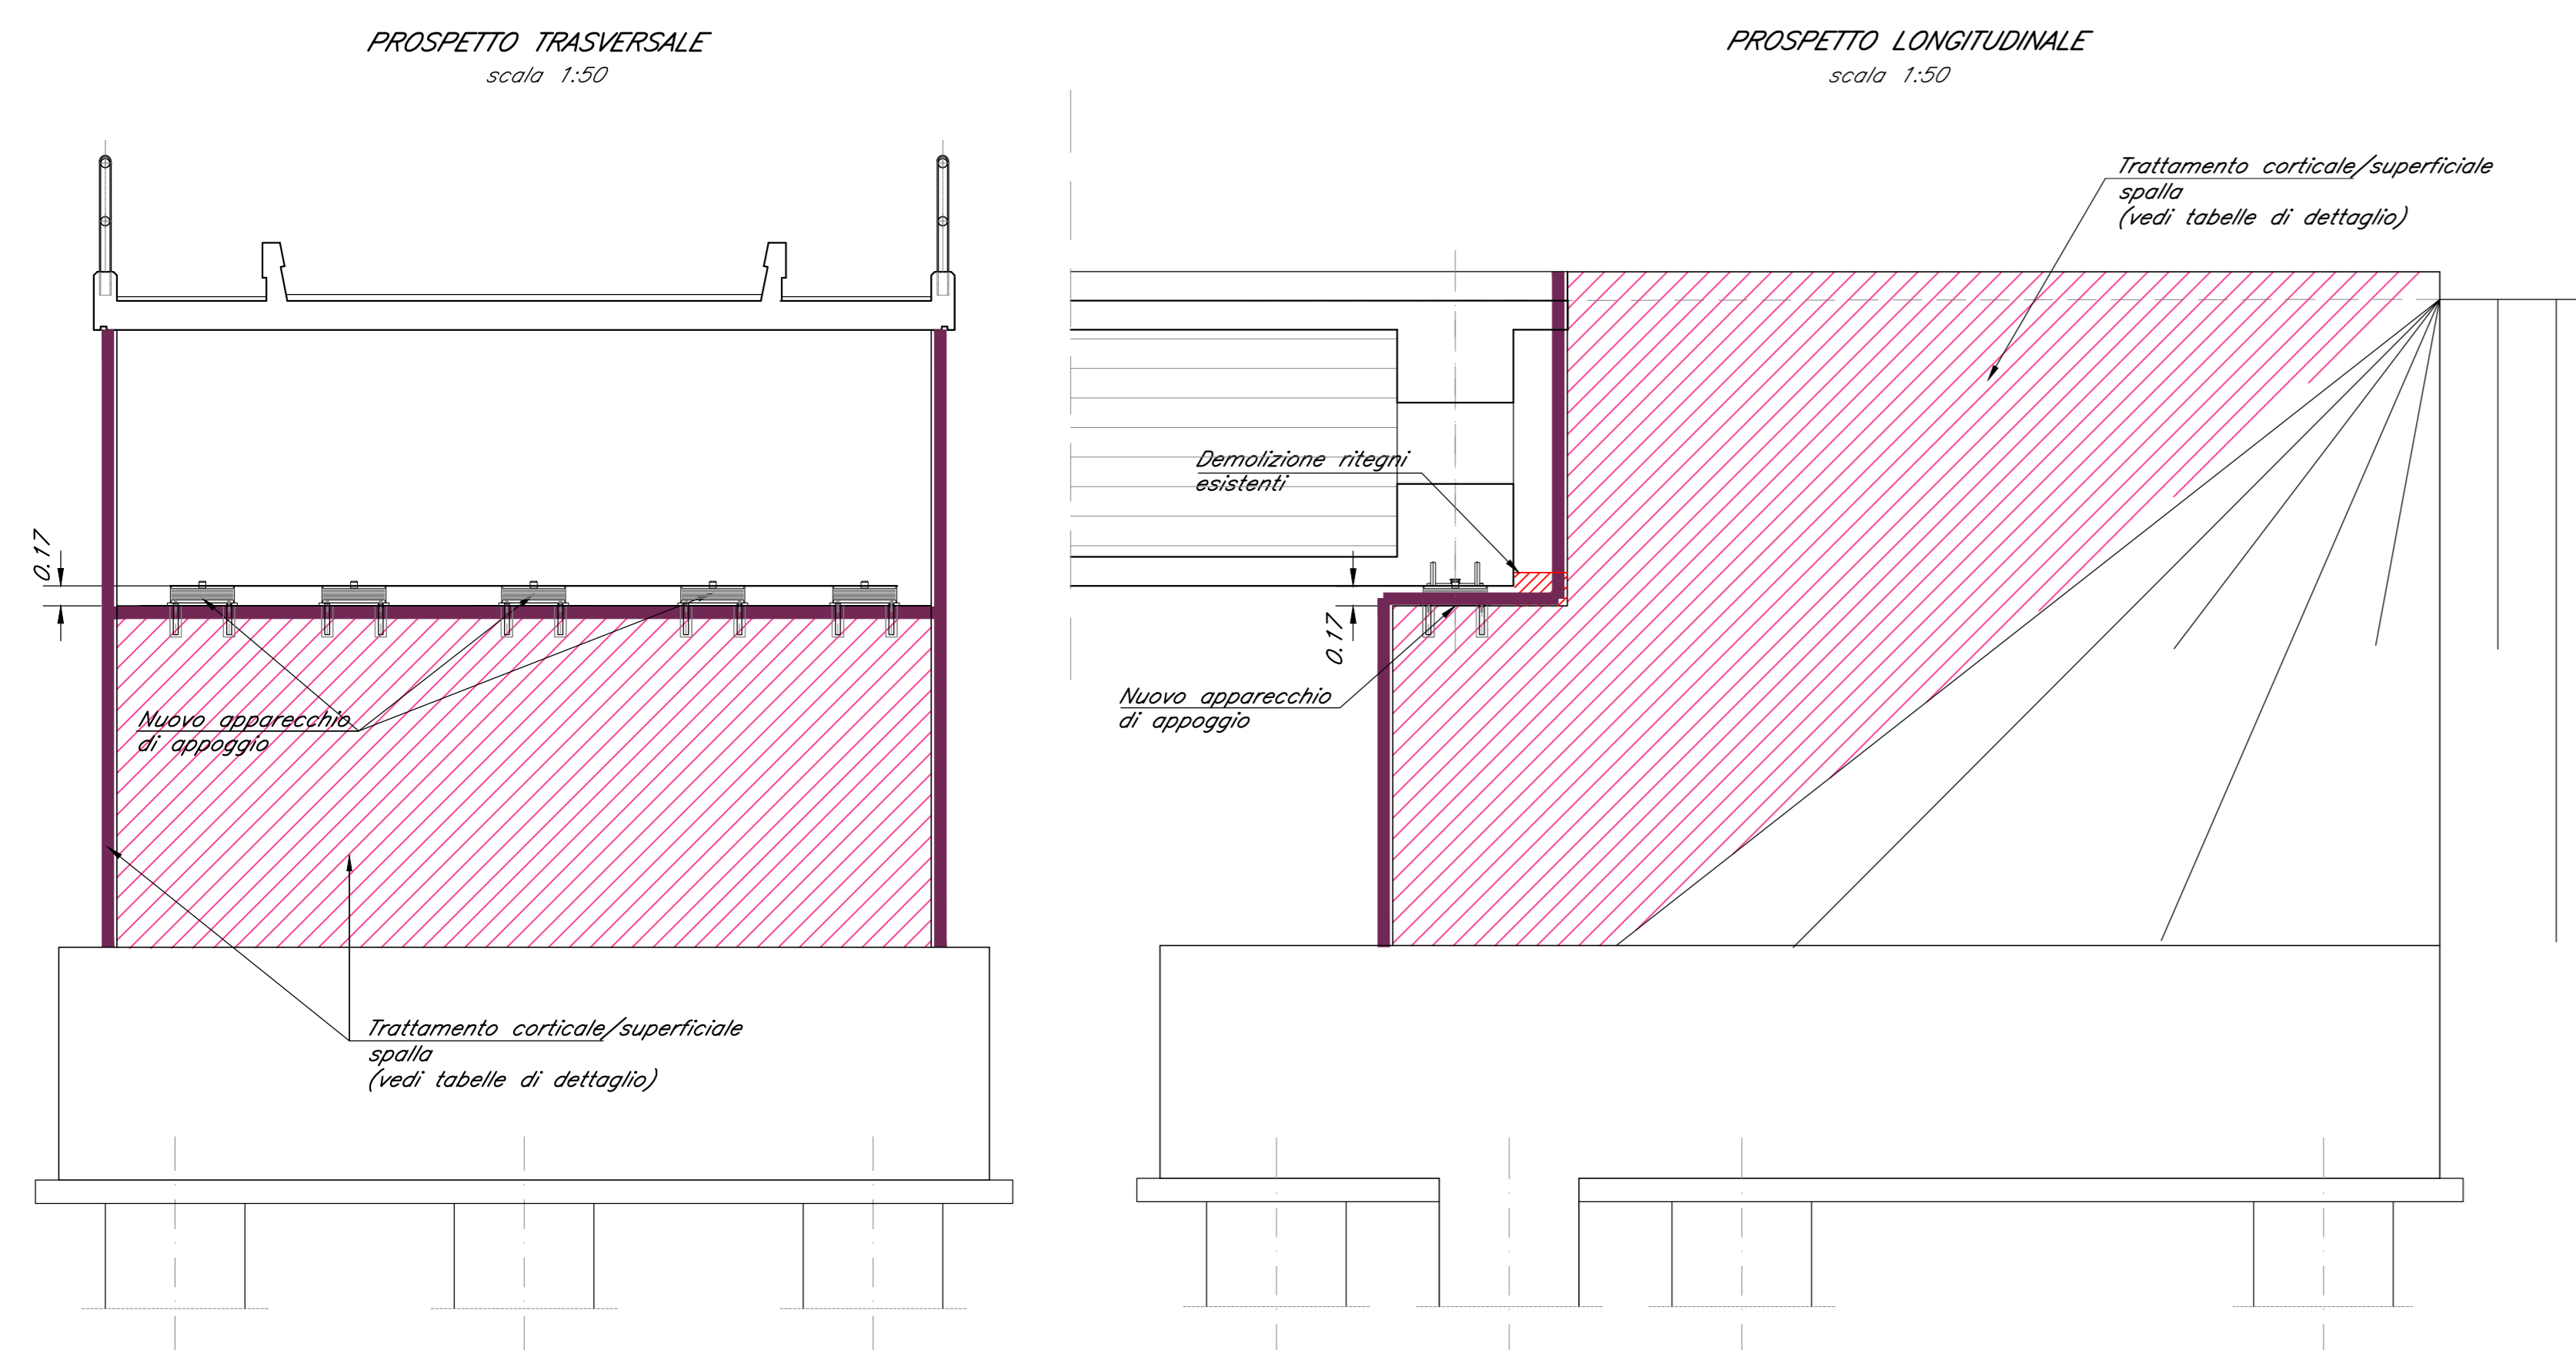 PROSPETTO TRASVERSALE
scala 1:50
0.17
Nuovo apparecchio
di appoggio
Trattamento corticale/superficiale
spalla
(vedi tabelle di dettaglio)
PROSPETTO LONGITUDINALE
scala 1:50
Trattamento corticale/superficiale
spalla
(vedi tabelle di dettaglio)
Demolizione ritegni
esistenti
0.17
Nuovo apparecchio
di appoggio